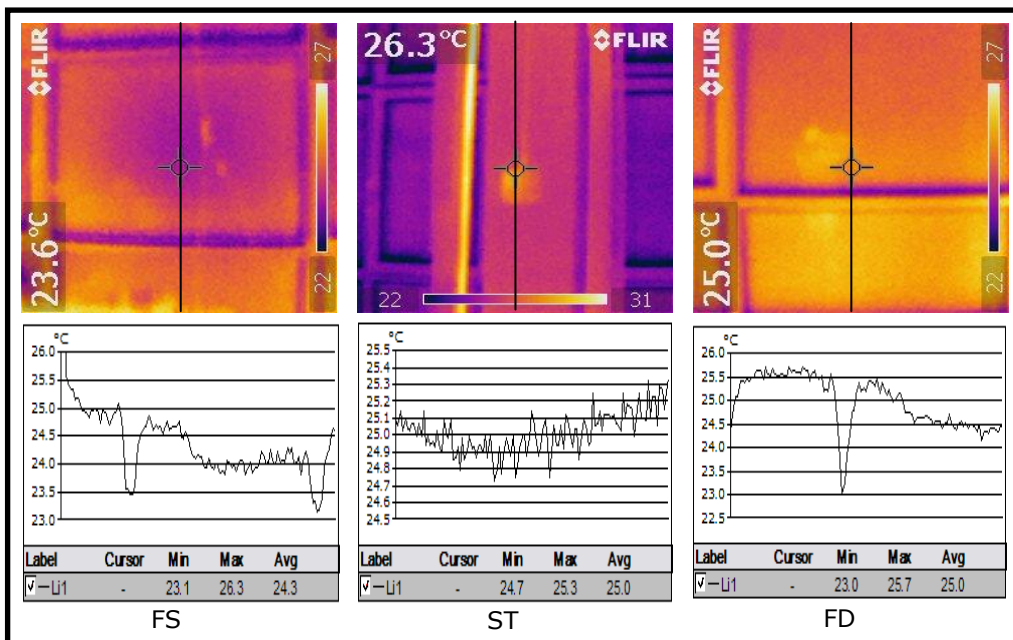 FLIR
27
22
23.6°C
26.3°C
FLIR
22
31
FLIR
27
22
25.0°C
°C
26.0
25.5
25.0
24.5
24.0
23.5
23.0
Label Cursor Min Max Avg
Li1 - 23.1 26.3 24.3
FS
°C
25.5
25.4
25.3
25.2
25.1
25.0
24.9
24.8
24.7
24.6
24.5
Label Cursor Min Max Avg
Li1 - 24.7 25.3 25.0
ST
°C
26.0
25.5
25.0
24.5
24.0
23.5
23.0
22.5
Label Cursor Min Max Avg
Li1 - 23.0 25.7 25.0
FD